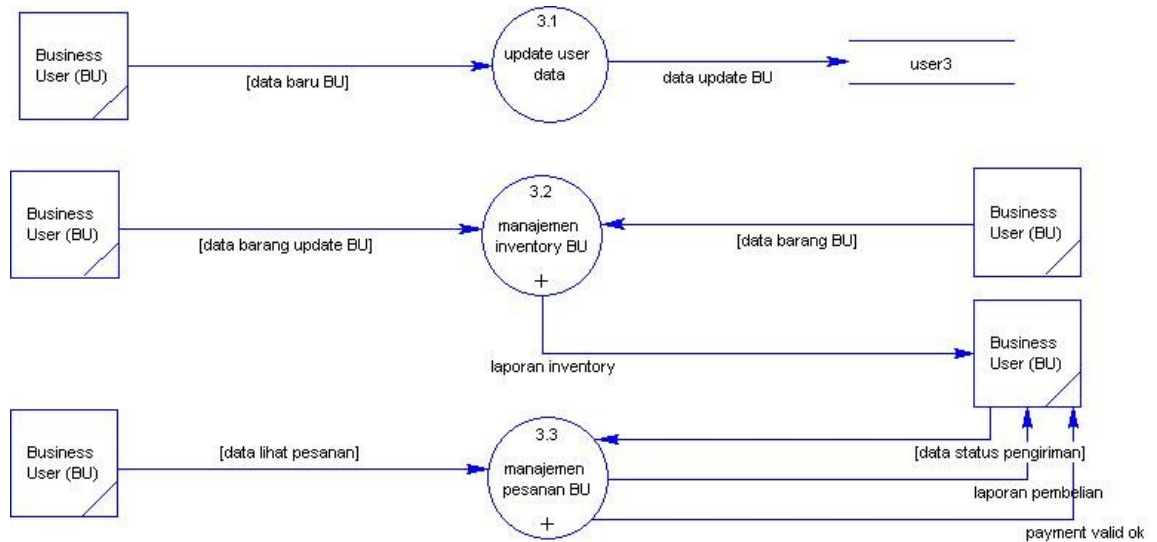 3.1
Business
User (BU)
update user
data
user3
[data baru BU]
data update BU
3.2
Business
User (BU)
manajemen
inventory BU
Business
User (BU)
[data barang update BU]
[data barang BU]
+
Business
User (BU)
laporan inventory
3.3
Business
User (BU)
[data lihat pesanan]
manajemen
pesanan BU
[data status pengiriman]
laporan pembelian
+
payment valid ok